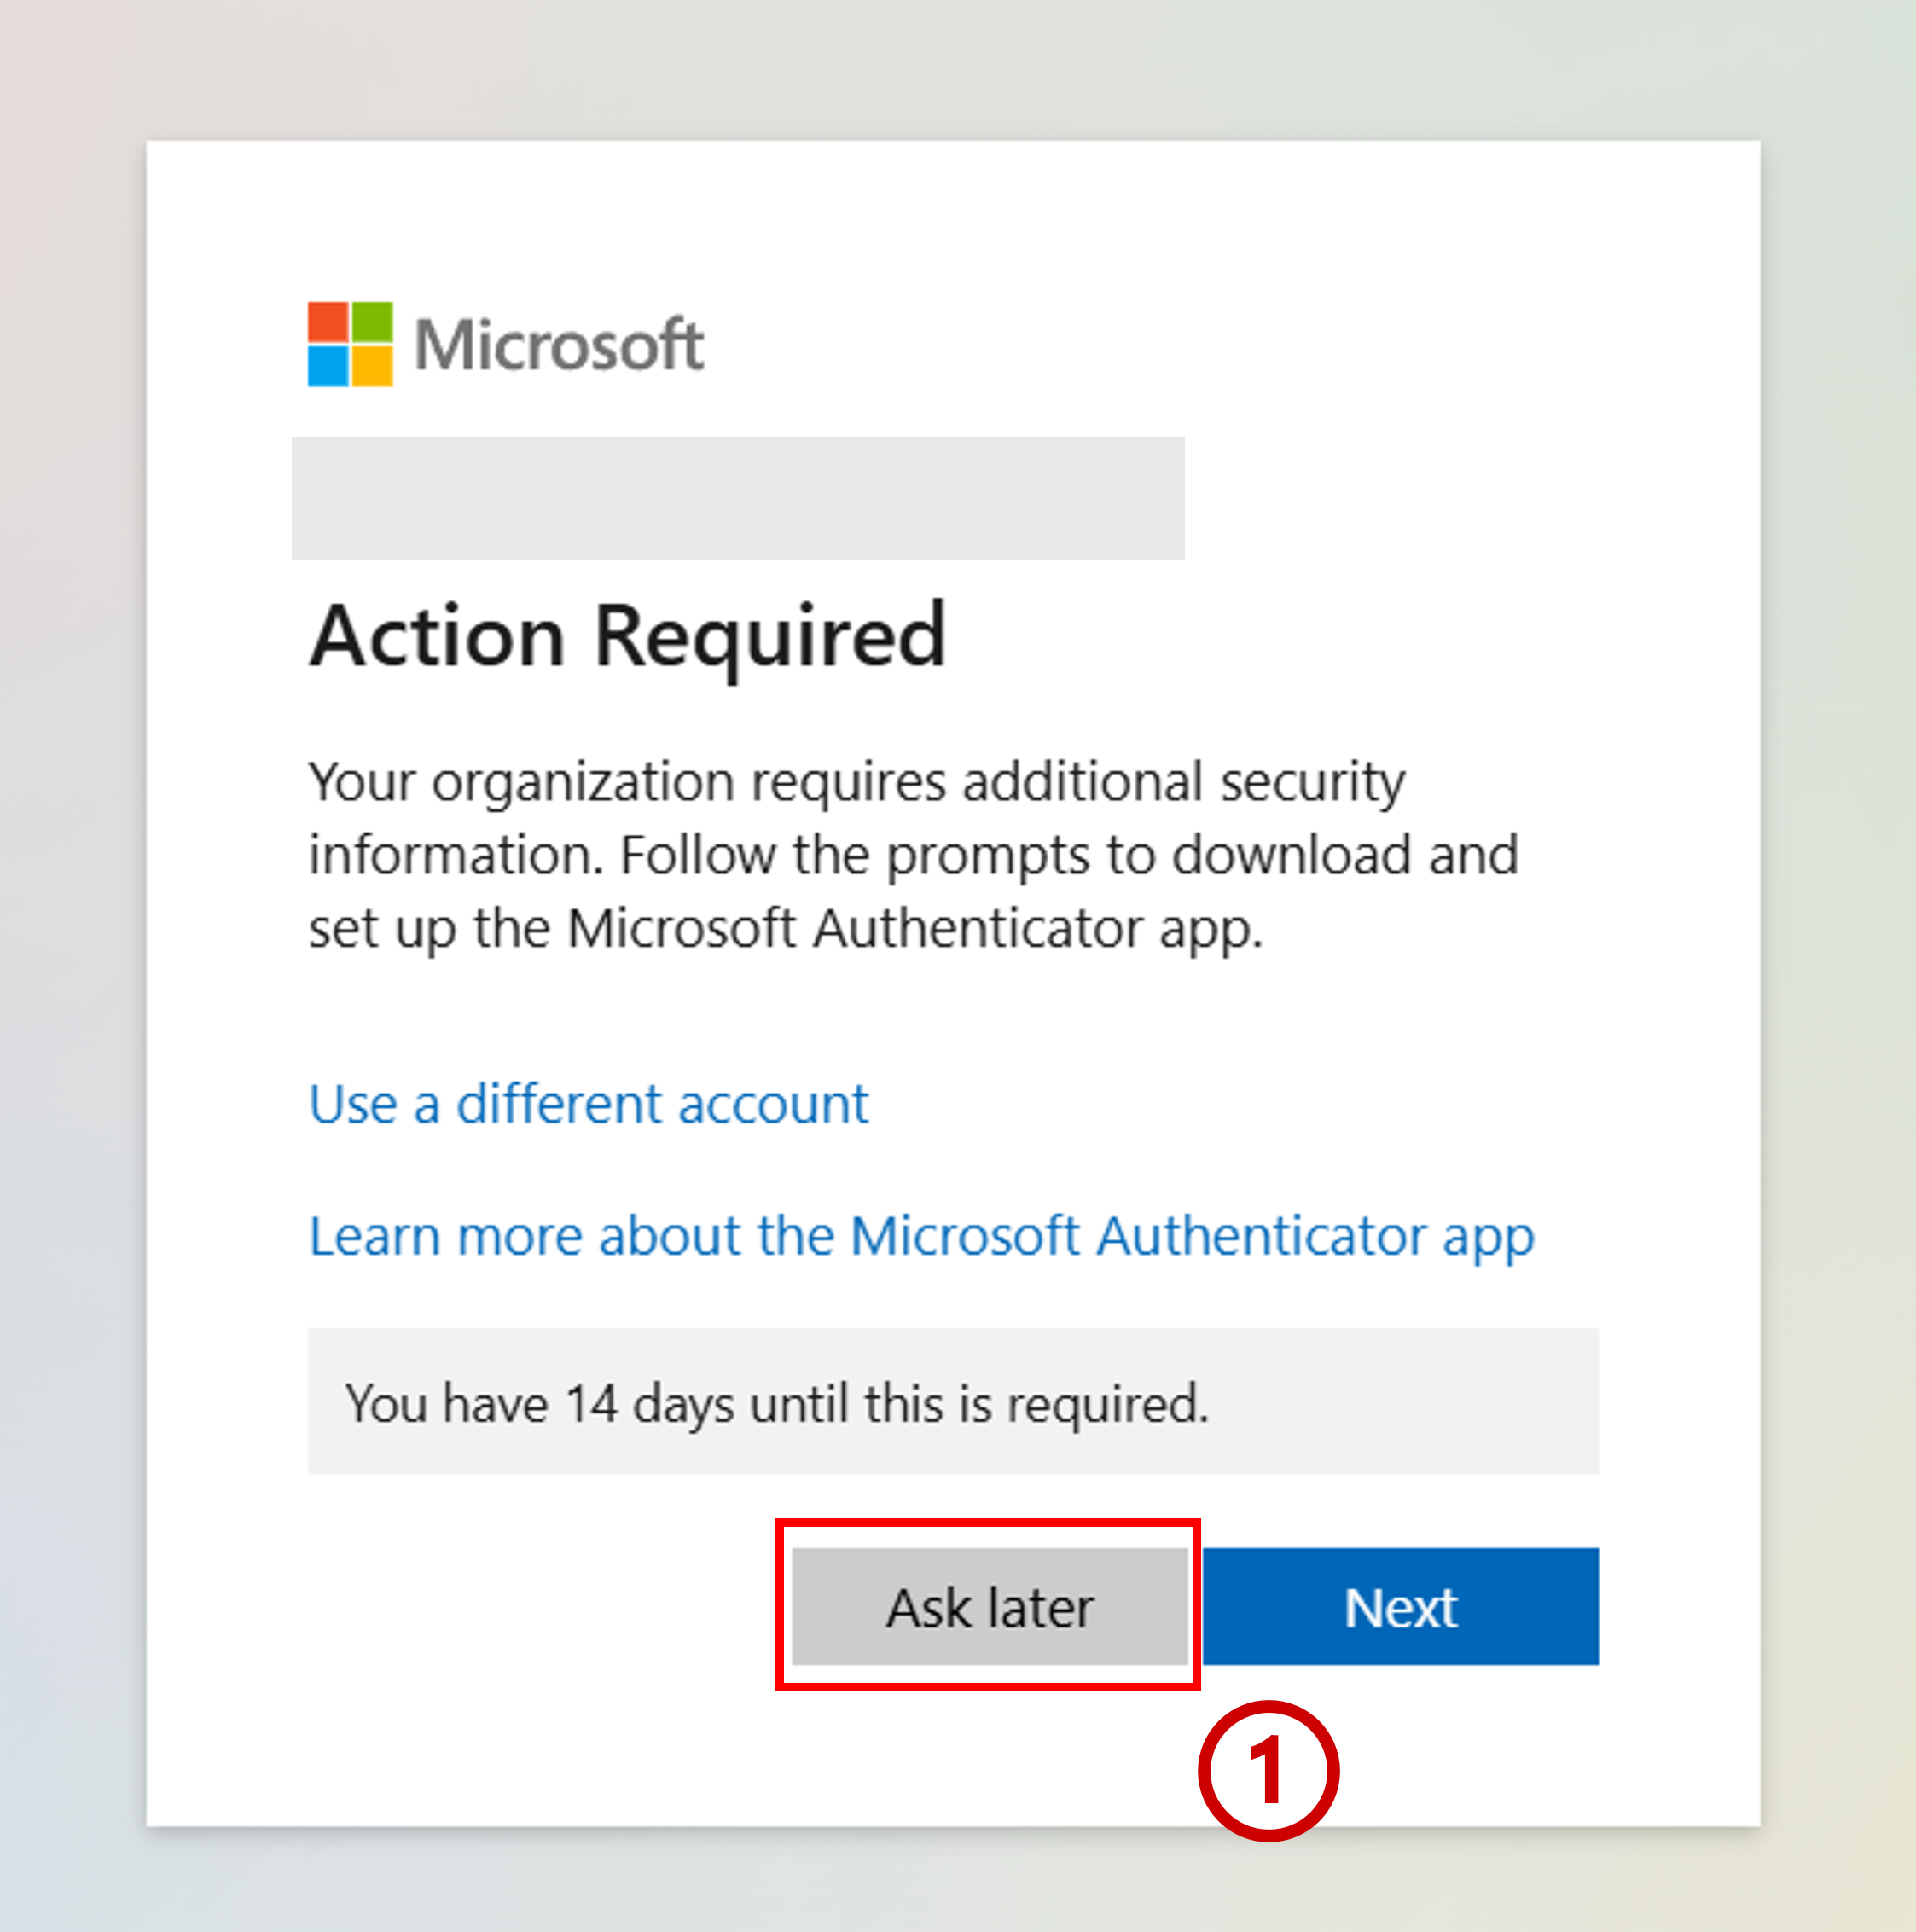 Microsoft
Action Required
Your organization requires additional security
information. Follow the prompts to download and
set up the Microsoft Authenticator app.
Use a different account
Learn more about the Microsoft Authenticator app
You have 14 days until this is required.
Ask later
Next
1